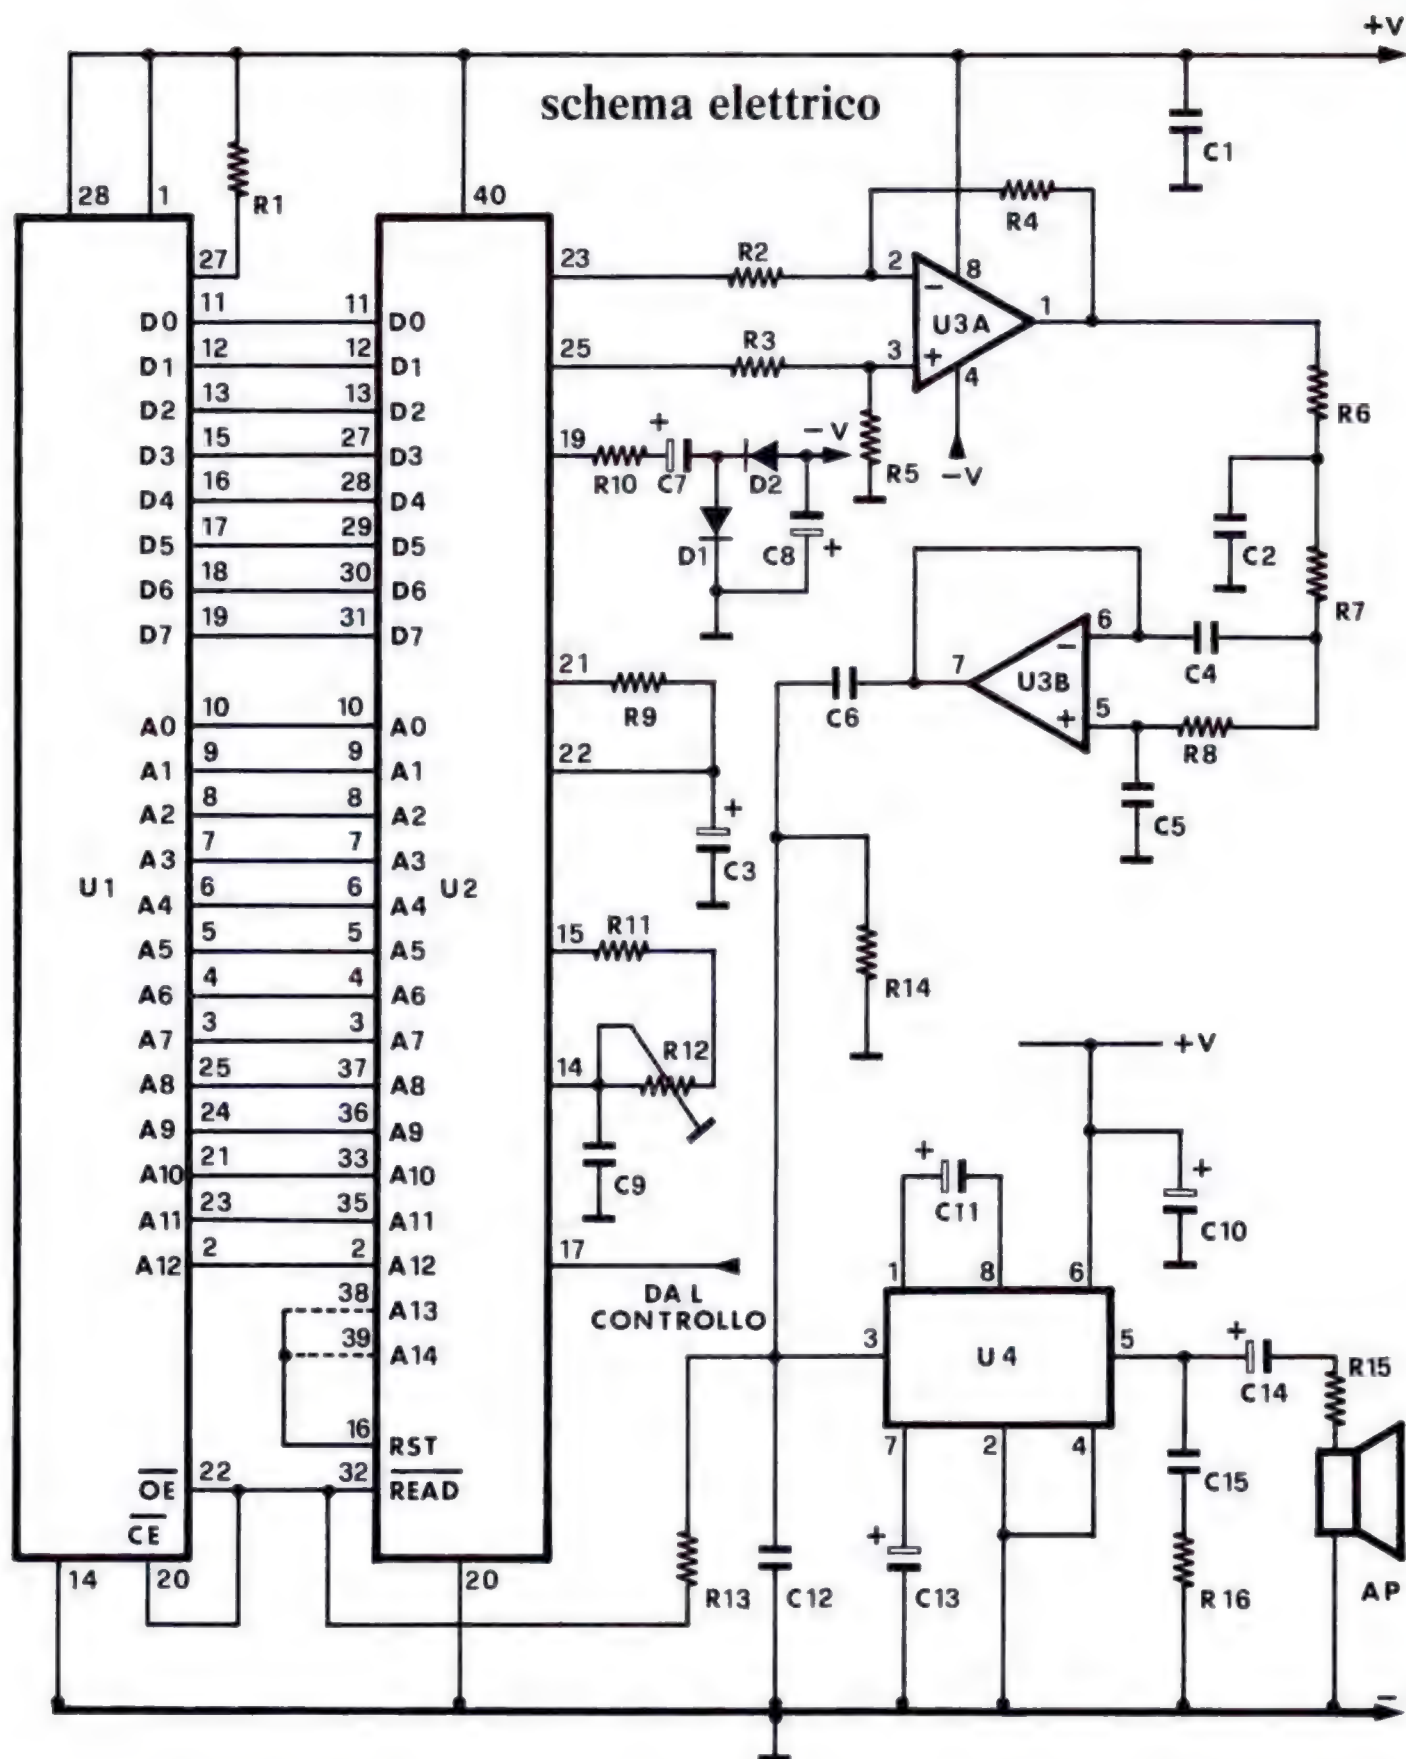 +V
schema elettrico
C1
28 1 R1 40
R4
27 23 R2 2 − 8
D0 11 11 D0 U3A 1
D1 12 12 D1 25 R3 3 + 4
D2 13 13 D2 R6
D3 15 27 D3 19 + −V
R10 C7 D2 R5 −V
D4 16 28 D4
D5 17 29 D5 D1 C8 + C2
D6 18 30 D6
D7 19 31 D7 R7
6 − C4
21 R9 7 U3B
C6 5 + R8
A0 10 10 A0
A1 9 9 A1 22
A2 8 8 A2 + C5
A3 7 7 A3 C3
U1 U2
A4 6 6 A4
A5 5 5 A5 15 R11
A6 4 4 A6 R14
A7 3 3 A7 R12 +V
A8 25 37 A8 14
A9 24 36 A9
A10 21 33 A10 C9 + +
A11 23 35 A11 C11 C10
A12 2 2 A12 17 1 8 6
DAL
CONTROLLO
38 A13
39 A14 3 U4 5 + C14 R15
16 RST 7 2 4
OE 22 32 READ C15
CE +
14 20 20 R13 C12 C13 R16 AP
−